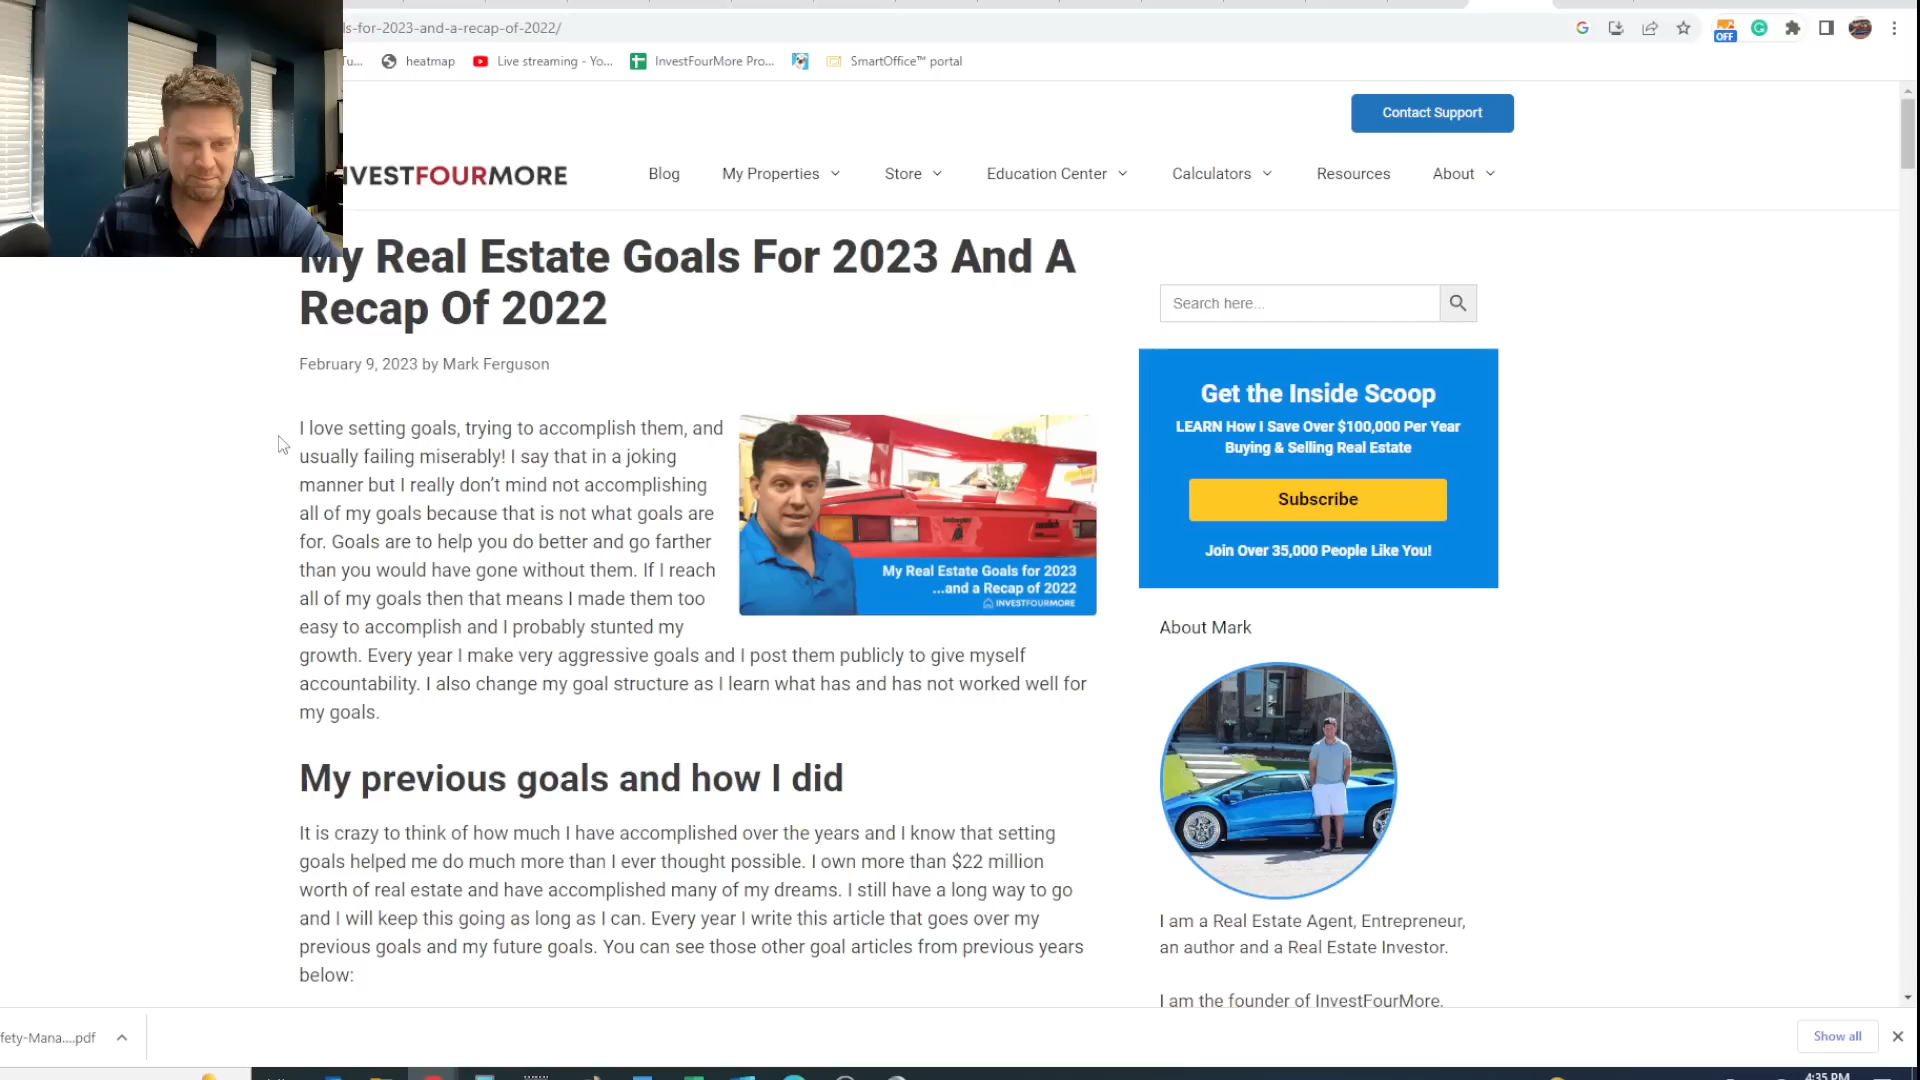 ls-for-2023-and-a-recap-of-2022/
Tu... heatmap Live streaming - Yo... InvestFourMore Pro... SmartOffice™ portal
OFF
Contact Support
NVESTFOURMORE Blog My Properties Store Education Center Calculators Resources About
My Real Estate Goals For 2023 And A
Recap Of 2022
February 9, 2023 by Mark Ferguson
I love setting goals, trying to accomplish them, and
usually failing miserably! I say that in a joking
manner but I really don't mind not accomplishing
all of my goals because that is not what goals are
for. Goals are to help you do better and go farther
than you would have gone without them. If I reach
all of my goals then that means I made them too
easy to accomplish and I probably stunted my
growth. Every year I make very aggressive goals and I post them publicly to give myself
accountability. I also change my goal structure as I learn what has and has not worked well for
my goals.
My Real Estate Goals for 2023
...and a Recap of 2022
INVESTFOURMORE
My previous goals and how I did
It is crazy to think of how much I have accomplished over the years and I know that setting
goals helped me do much more than I ever thought possible. I own more than $22 million
worth of real estate and have accomplished many of my dreams. I still have a long way to go
and I will keep this going as long as I can. Every year I write this article that goes over my
previous goals and my future goals. You can see those other goal articles from previous years
below:
Search here...
Get the Inside Scoop
LEARN How I Save Over $100,000 Per Year
Buying & Selling Real Estate
Subscribe
Join Over 35,000 People Like You!
About Mark
I am a Real Estate Agent, Entrepreneur,
an author and a Real Estate Investor.
I am the founder of InvestFourMore.
fety-Mana....pdf
Show all
4:35 PM